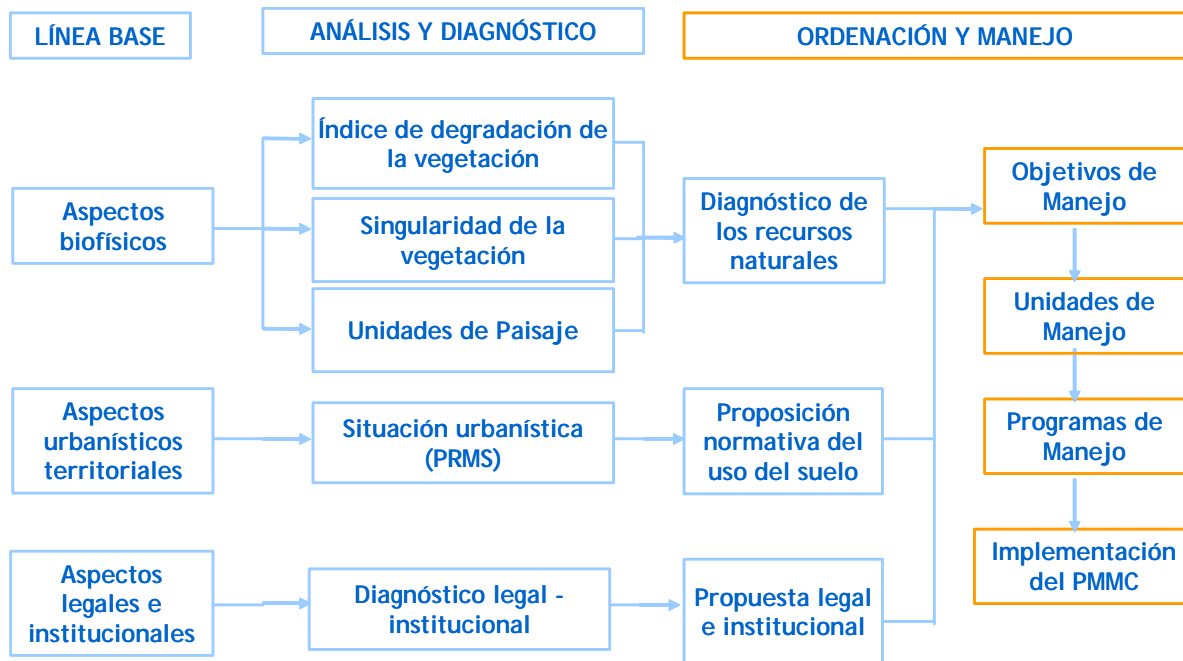 LÍNEA BASE
ANÁLISIS Y DIAGNÓSTICO
ORDENACIÓN Y MANEJO
Índice de degradación de
la vegetación
Aspectos
biofísicos
Singularidad de la
vegetación
Unidades de Paisaje
Diagnóstico de
los recursos
naturales
Objetivos de
Manejo
Unidades de
Manejo
Aspectos
urbanísticos
territoriales
Situación urbanística
(PRMS)
Proposición
normativa del
uso del suelo
Programas de
Manejo
Implementación
del PMMC
Aspectos
legales e
institucionales
Diagnóstico legal -
institucional
Propuesta legal
e institucional